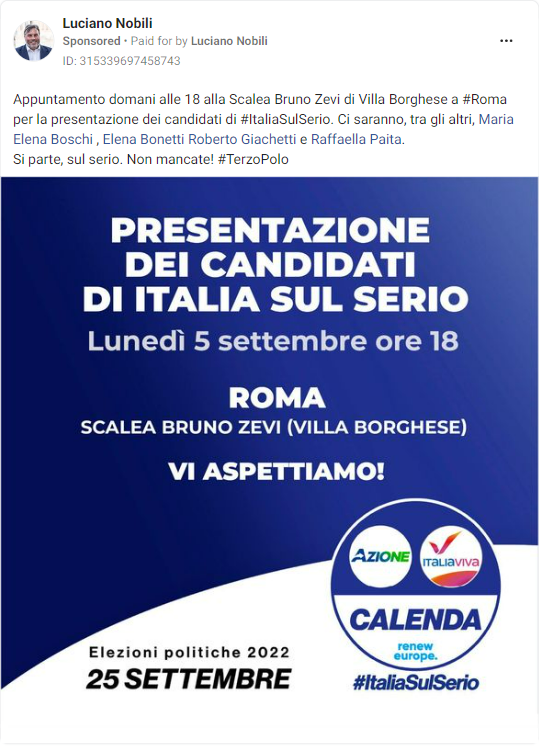 Luciano Nobili
Sponsored • Paid for by Luciano Nobili
ID: 315339697458743
Appuntamento domani alle 18 alla Scalea Bruno Zevi di Villa Borghese a #Roma
per la presentazione dei candidati di #ItaliaSulSerio. Ci saranno, tra gli altri, Maria
Elena Boschi , Elena Bonetti Roberto Giachetti e Raffaella Paita.
Si parte, sul serio. Non mancate! #TerzoPolo
PRESENTAZIONE
DEI CANDIDATI
DI ITALIA SUL SERIO
Lunedì 5 settembre ore 18
ROMA
SCALEA BRUNO ZEVI (VILLA BORGHESE)
VI ASPETTIAMO!
AZIONE
ITALIAVIVA
CALENDA
renew
europe.
Elezioni politiche 2022
25 SETTEMBRE
#ItaliaSulSerio